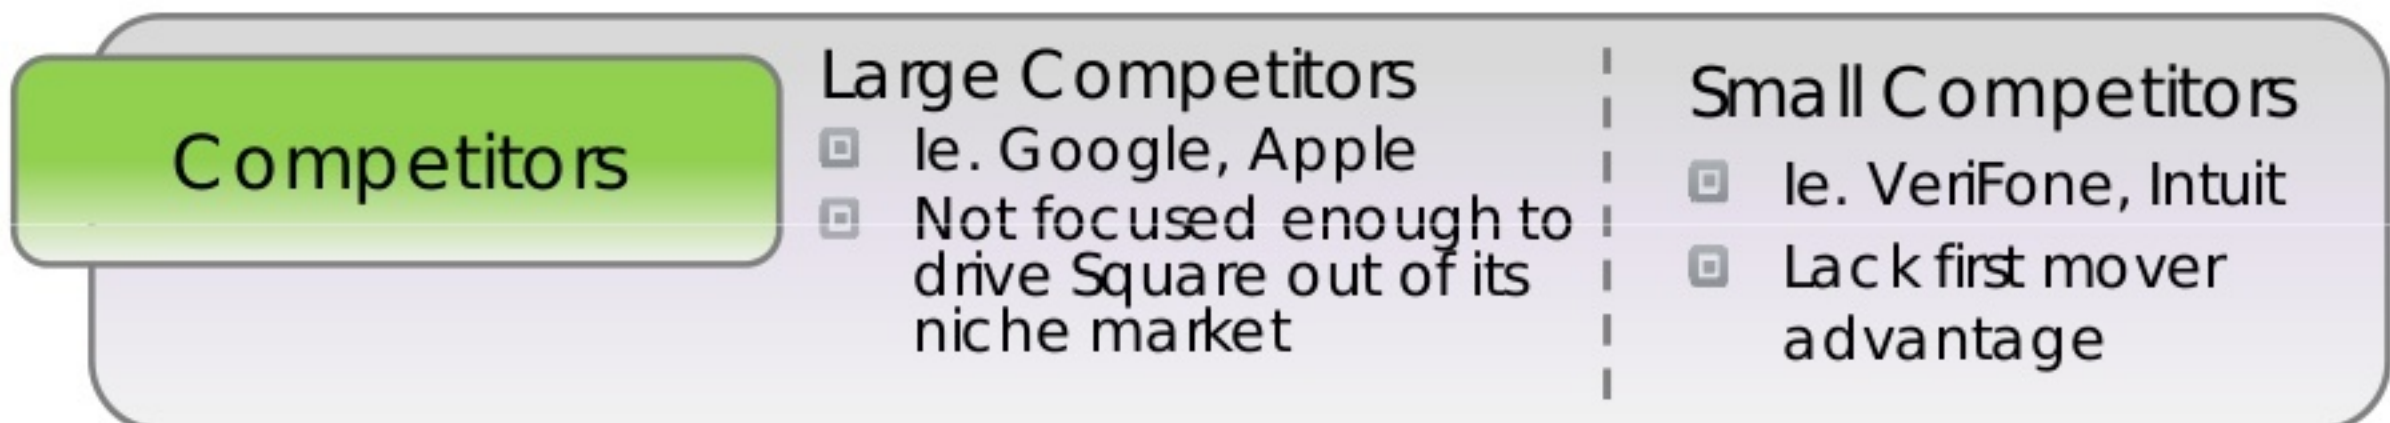 Competitors
Large Competitors
Ie. Google, Apple
Not focused enough to
drive Square out of its
niche market
Small Competitors
Ie. VeriFone, Intuit
Lack first mover
advantage